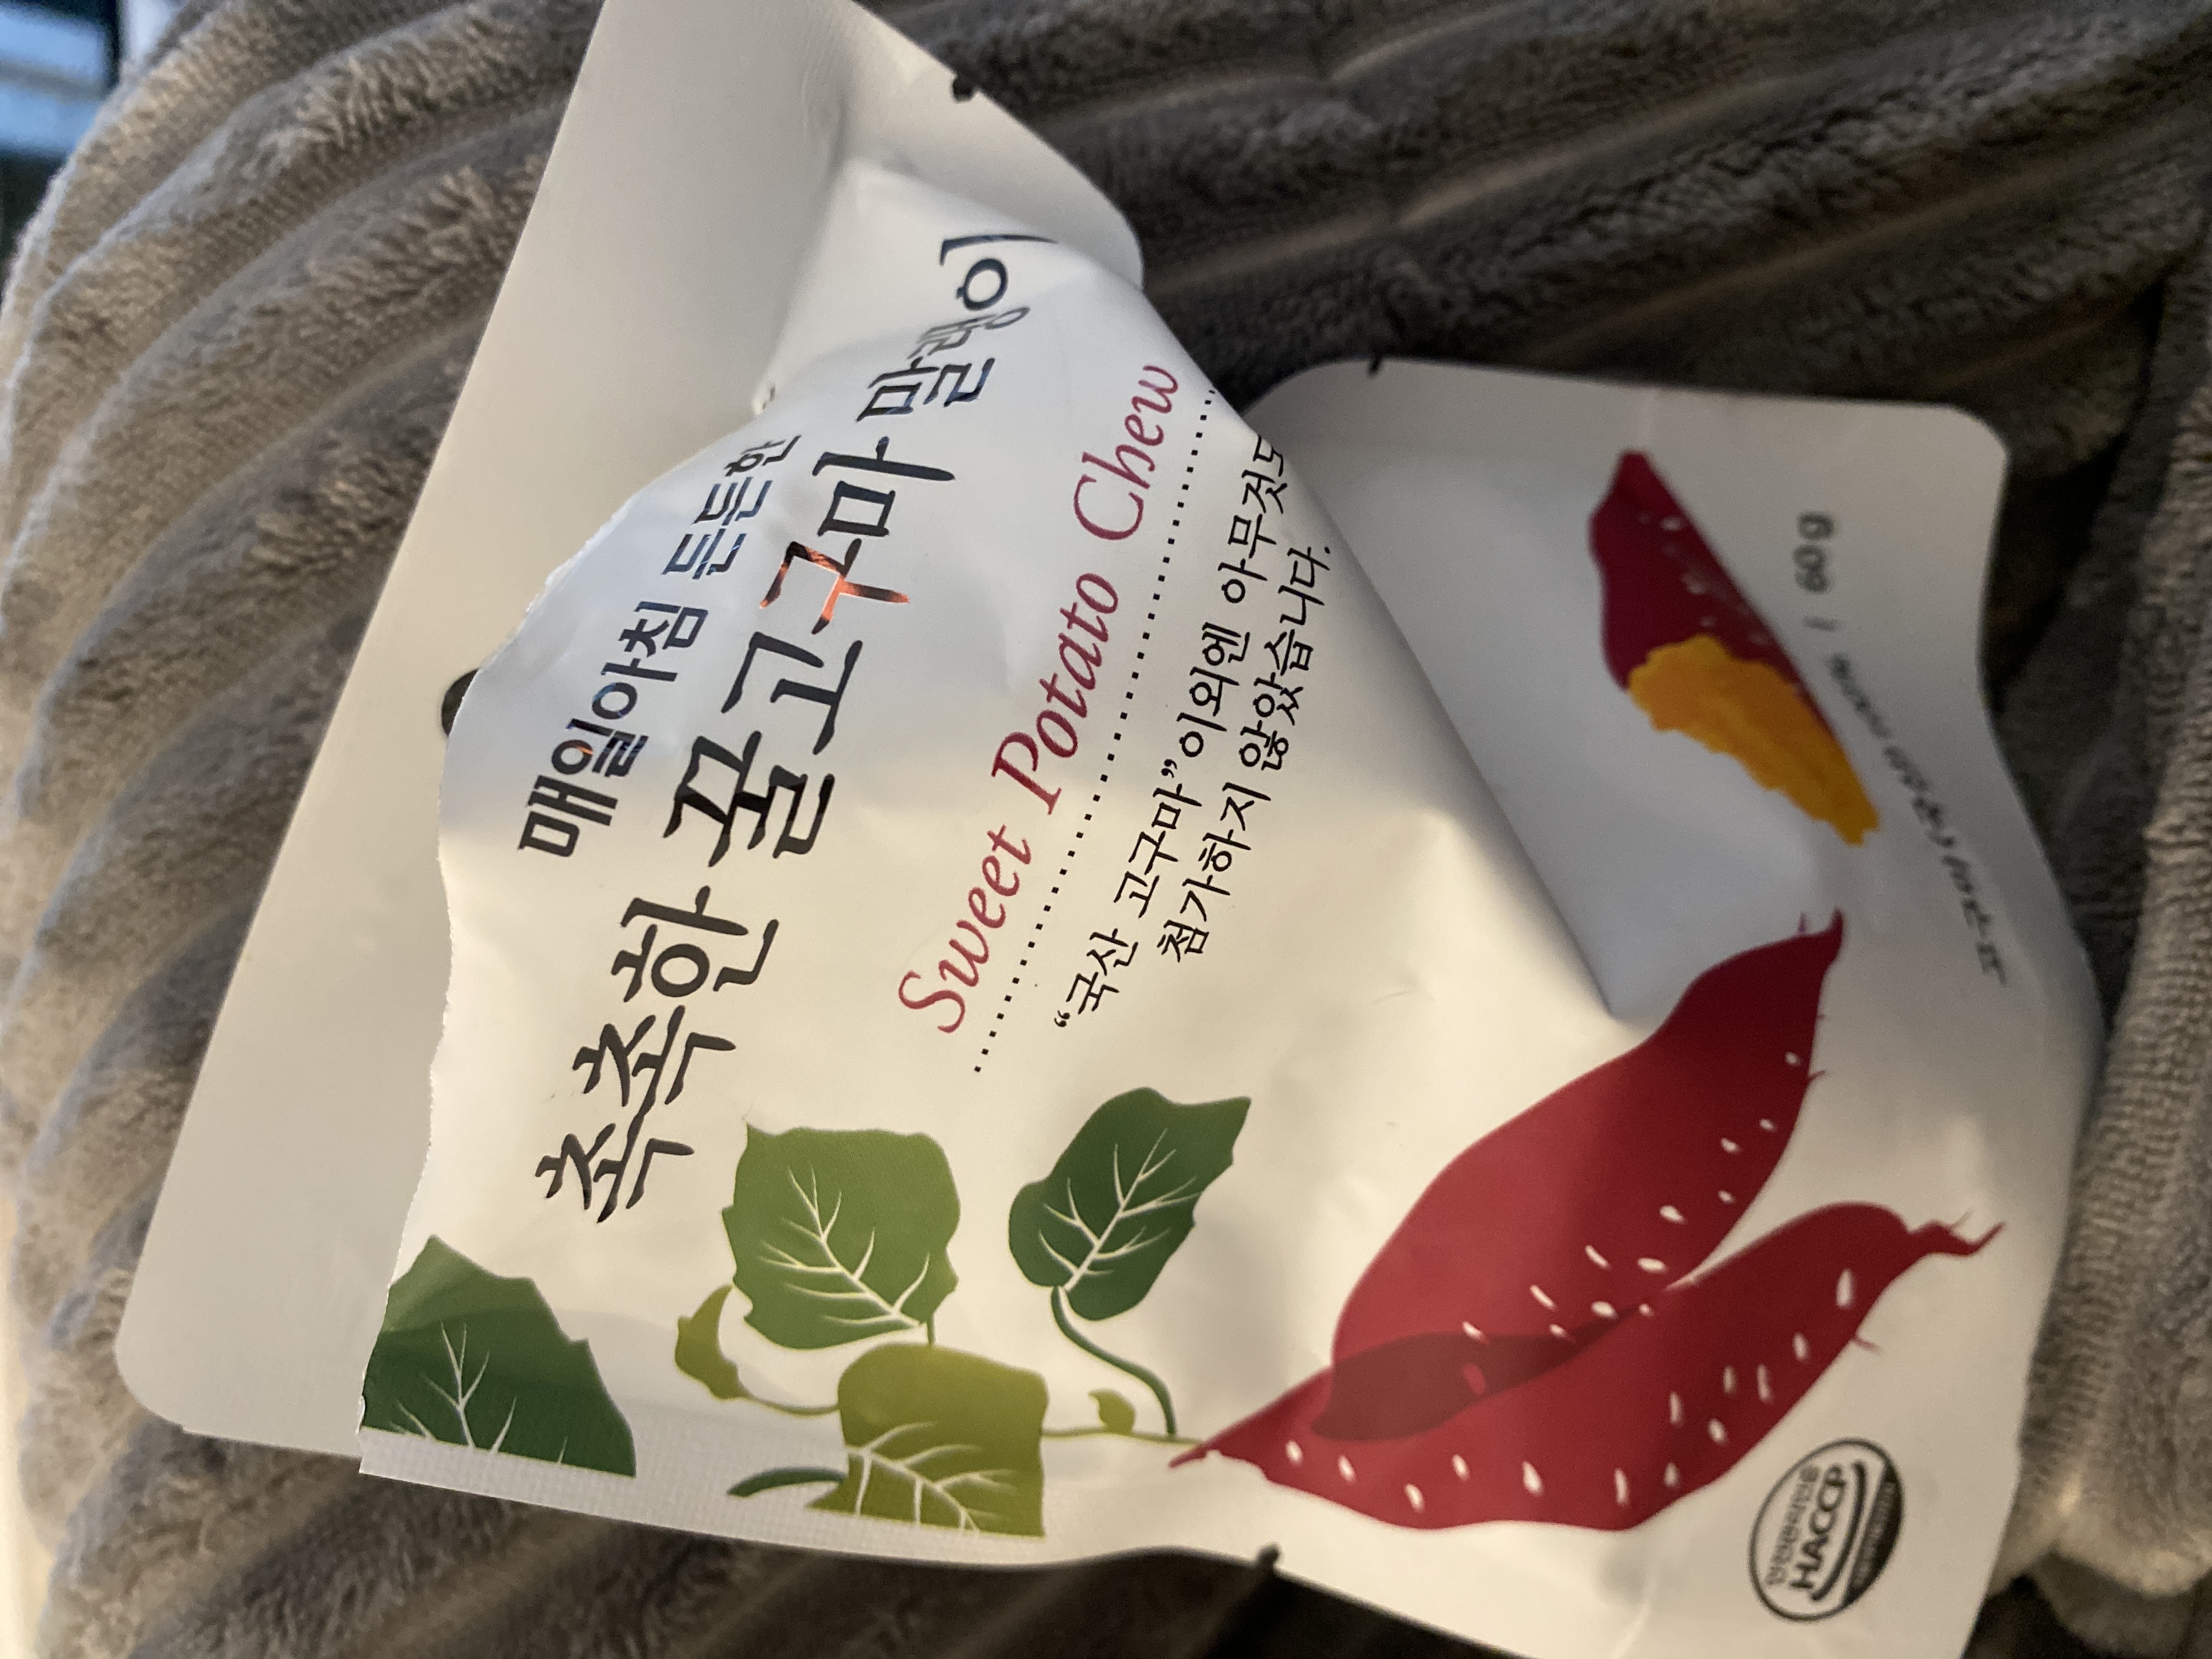 매일아침 든든한
촉촉한 꿀고구마 말랭이
Sweet Potato Chew
“국산 고구마”이외엔 아무것도
첨가하지 않았습니다.
60g
HACCP